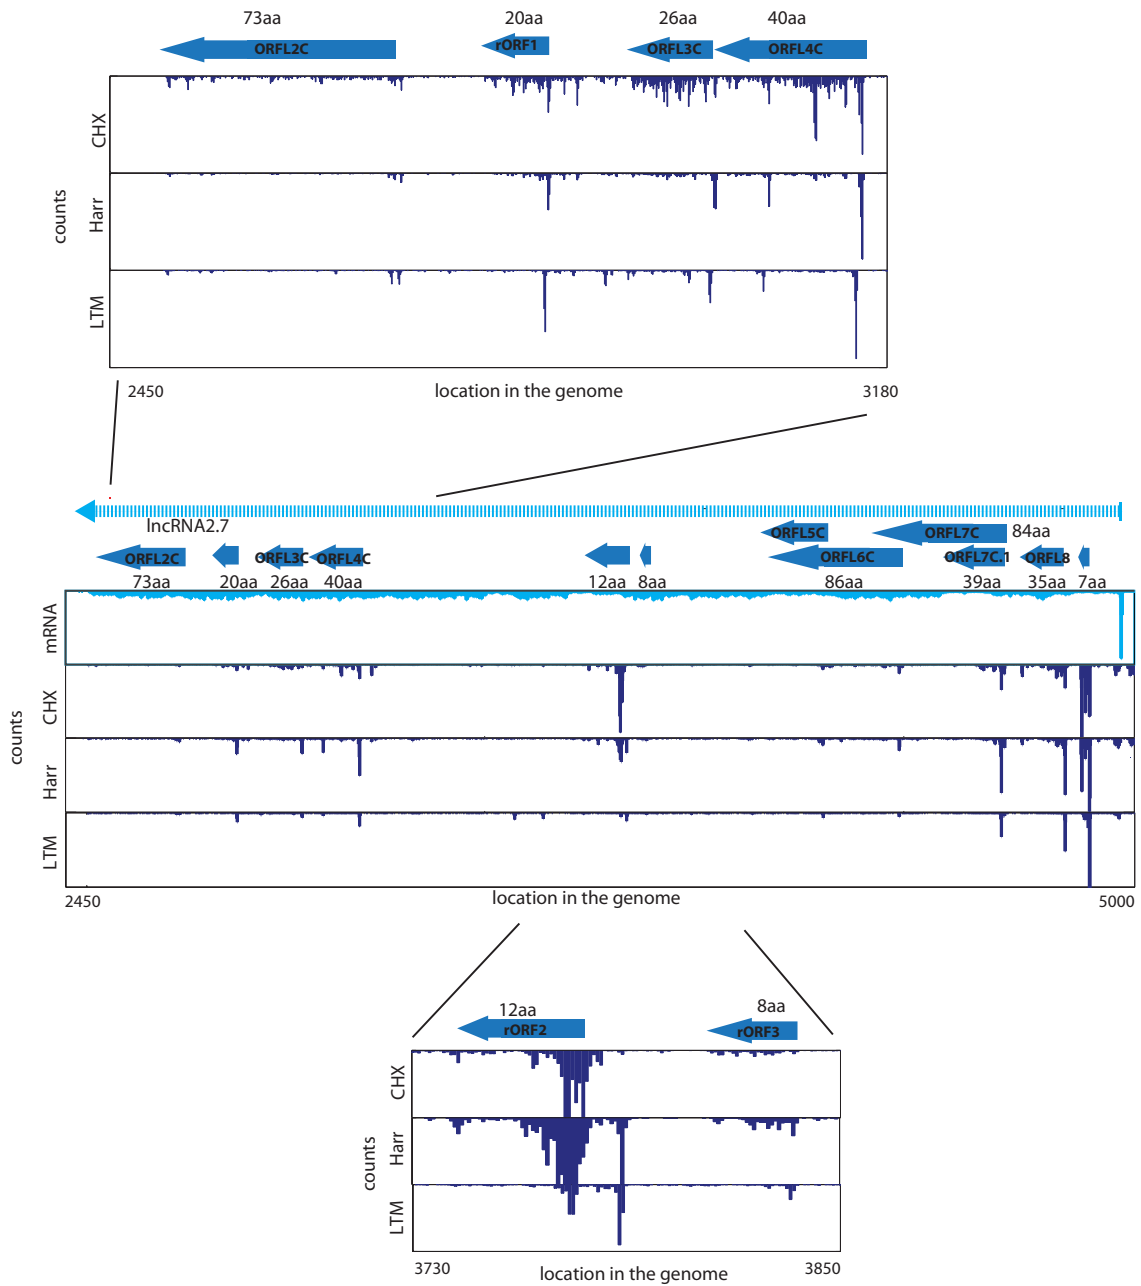 73aa 20aa 26aa 40aa
ORFL2C rORF1 ORFL3C ORFL4C
CHX
Harr
LTM
counts
2450 location in the genome 3180
lncRNA2.7
ORFL5C ORFL7C 84aa
ORFL2C ORFL3C ORFL4C ORFL6C ORFL7C.1 ORFL8
73aa 20aa 26aa 40aa 12aa 8aa 86aa 39aa 35aa 7aa
mRNA
CHX
Harr
LTM
counts
2450 location in the genome 5000
12aa 8aa
rORF2 rORF3
CHX
Harr
LTM
counts
3730 location in the genome 3850